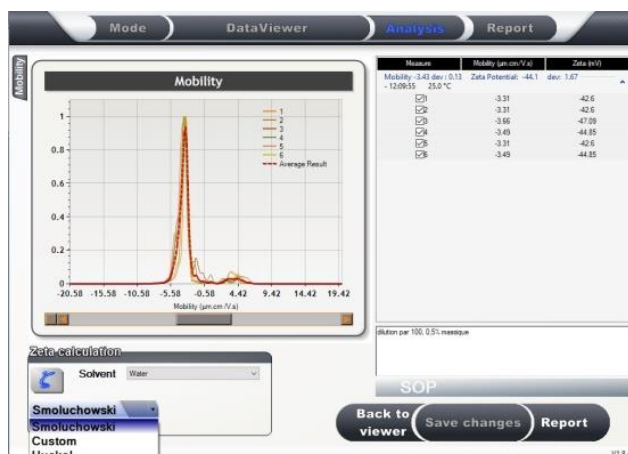 Mode
DataViewer
Analysis
Report
Mobility
Mobility
1
2
3
4
5
6
Average Result
1
0.8
0.6
0.4
0.2
0
-20.58 -15.58 -10.58 -5.58 -0.58 4.42 9.42 14.42 19.42
Mobility (µm.cm /V.s)
Measure Mobility (µm.cm/V.s) Zeta (mV)
Mobility -3.43 dev : 0.13 Zeta Potential: -44.1 dev: 1.67
- 12:09:55 25.0 °C
1 -3.31 -42.6
2 -3.31 -42.6
3 -3.66 -47.09
4 -3.49 -44.85
5 -3.31 -42.6
6 -3.49 -44.85
dilution par 100, 0.5% massique
SOP
Zeta calculation
Solvent Water
Smoluchowski
Smoluchowski
Custom
Back to viewer
Save changes
Report